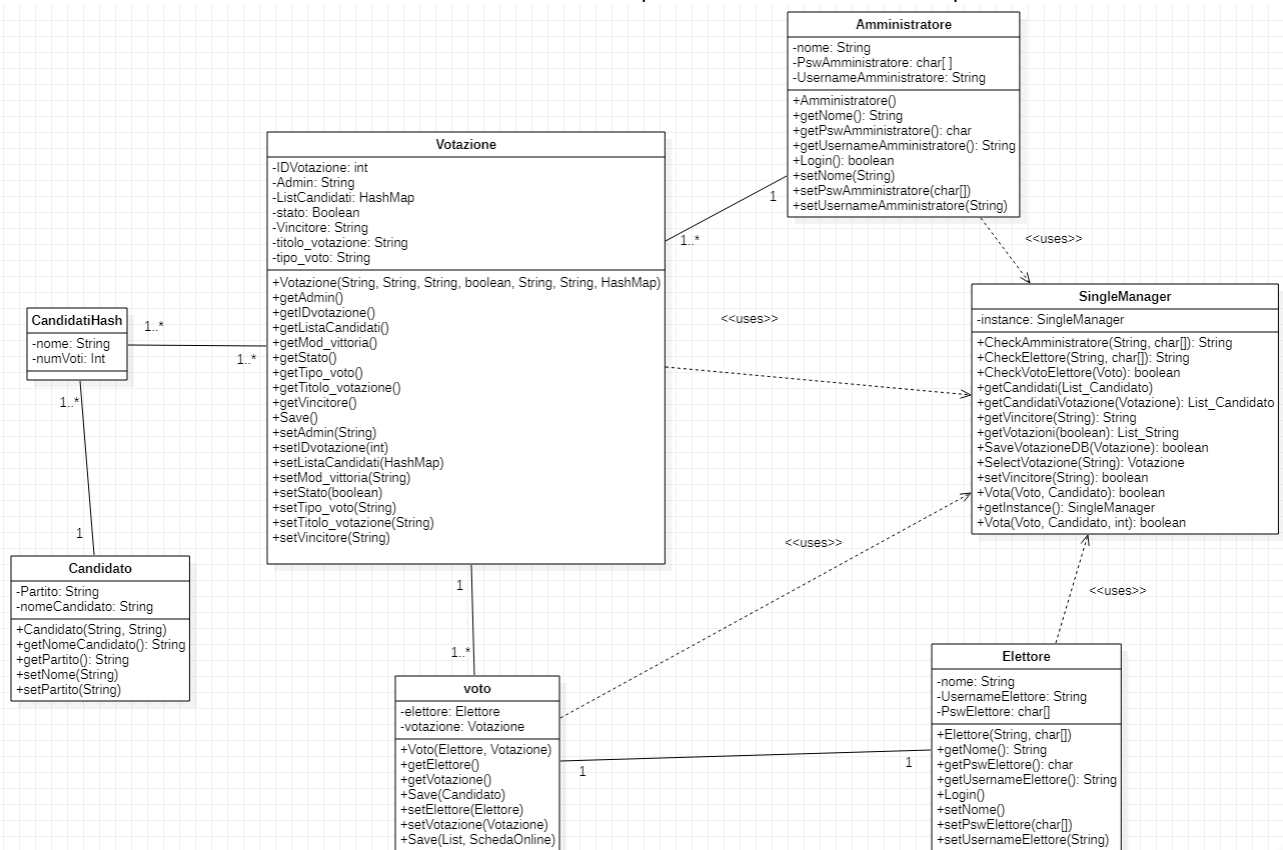 Amministratore
-nome: String
-PswAmministratore: char[ ]
-UsernameAmministratore: String
+Amministratore()
+getNome(): String
+getPswAmministratore(): char
+getUsernameAmministratore(): String
+Login(): boolean
+setNome(String)
+setPswAmministratore(char[])
+setUsernameAmministratore(String)
1
1..*
<<uses>>
Votazione
-IDVotazione: int
-Admin: String
-ListCandidati: HashMap
-stato: Boolean
-Vincitore: String
-titolo_votazione: String
-tipo_voto: String
+Votazione(String, String, String, boolean, String, String, HashMap)
+getAdmin()
+getIDvotazione()
+getListaCandidati()
+getMod_vittoria()
+getStato()
+getTipo_voto()
+getTitolo_votazione()
+getVincitore()
+Save()
+setAdmin(String)
+setIDvotazione(int)
+setListaCandidati(HashMap)
+setMod_vittoria(String)
+setStato(boolean)
+setTipo_voto(String)
+setTitolo_votazione(String)
+setVincitore(String)
<<uses>>
SingleManager
-instance: SingleManager
+CheckAmministratore(String, char[]): String
+CheckElettore(String, char[]): String
+CheckVotoElettore(Voto): boolean
+getCandidati(List_Candidato)
+getCandidatiVotazione(Votazione): List_Candidato
+getVincitore(String): String
+getVotazioni(boolean): List_String
+SaveVotazioneDB(Votazione): boolean
+SelectVotazione(String): Votazione
+setVincitore(String): boolean
+Vota(Voto, Candidato): boolean
+getInstance(): SingleManager
+Vota(Voto, Candidato, int): boolean
CandidatiHash
-nome: String
-numVoti: Int
1..*
1..*
1..*
1
Candidato
-Partito: String
-nomeCandidato: String
+Candidato(String, String)
+getNomeCandidato(): String
+getPartito(): String
+setNome(String)
+setPartito(String)
1
1..*
<<uses>>
<<uses>>
voto
-elettore: Elettore
-votazione: Votazione
+Voto(Elettore, Votazione)
+getElettore()
+getVotazione()
+Save(Candidato)
+setElettore(Elettore)
+setVotazione(Votazione)
+Save(List, SchedaOnline)
1
1
Elettore
-nome: String
-UsernameElettore: String
-PswElettore: char[]
+Elettore(String, char[])
+getNome(): String
+getPswElettore(): char
+getUsernameElettore(): String
+Login()
+setNome()
+setPswElettore(char[])
+setUsernameElettore(String)